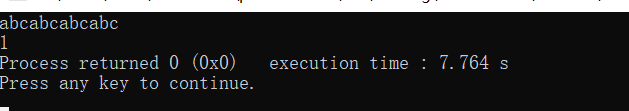 abcabcabcabc
1
Process returned 0 (0x0)   execution time : 7.764 s
Press any key to continue.